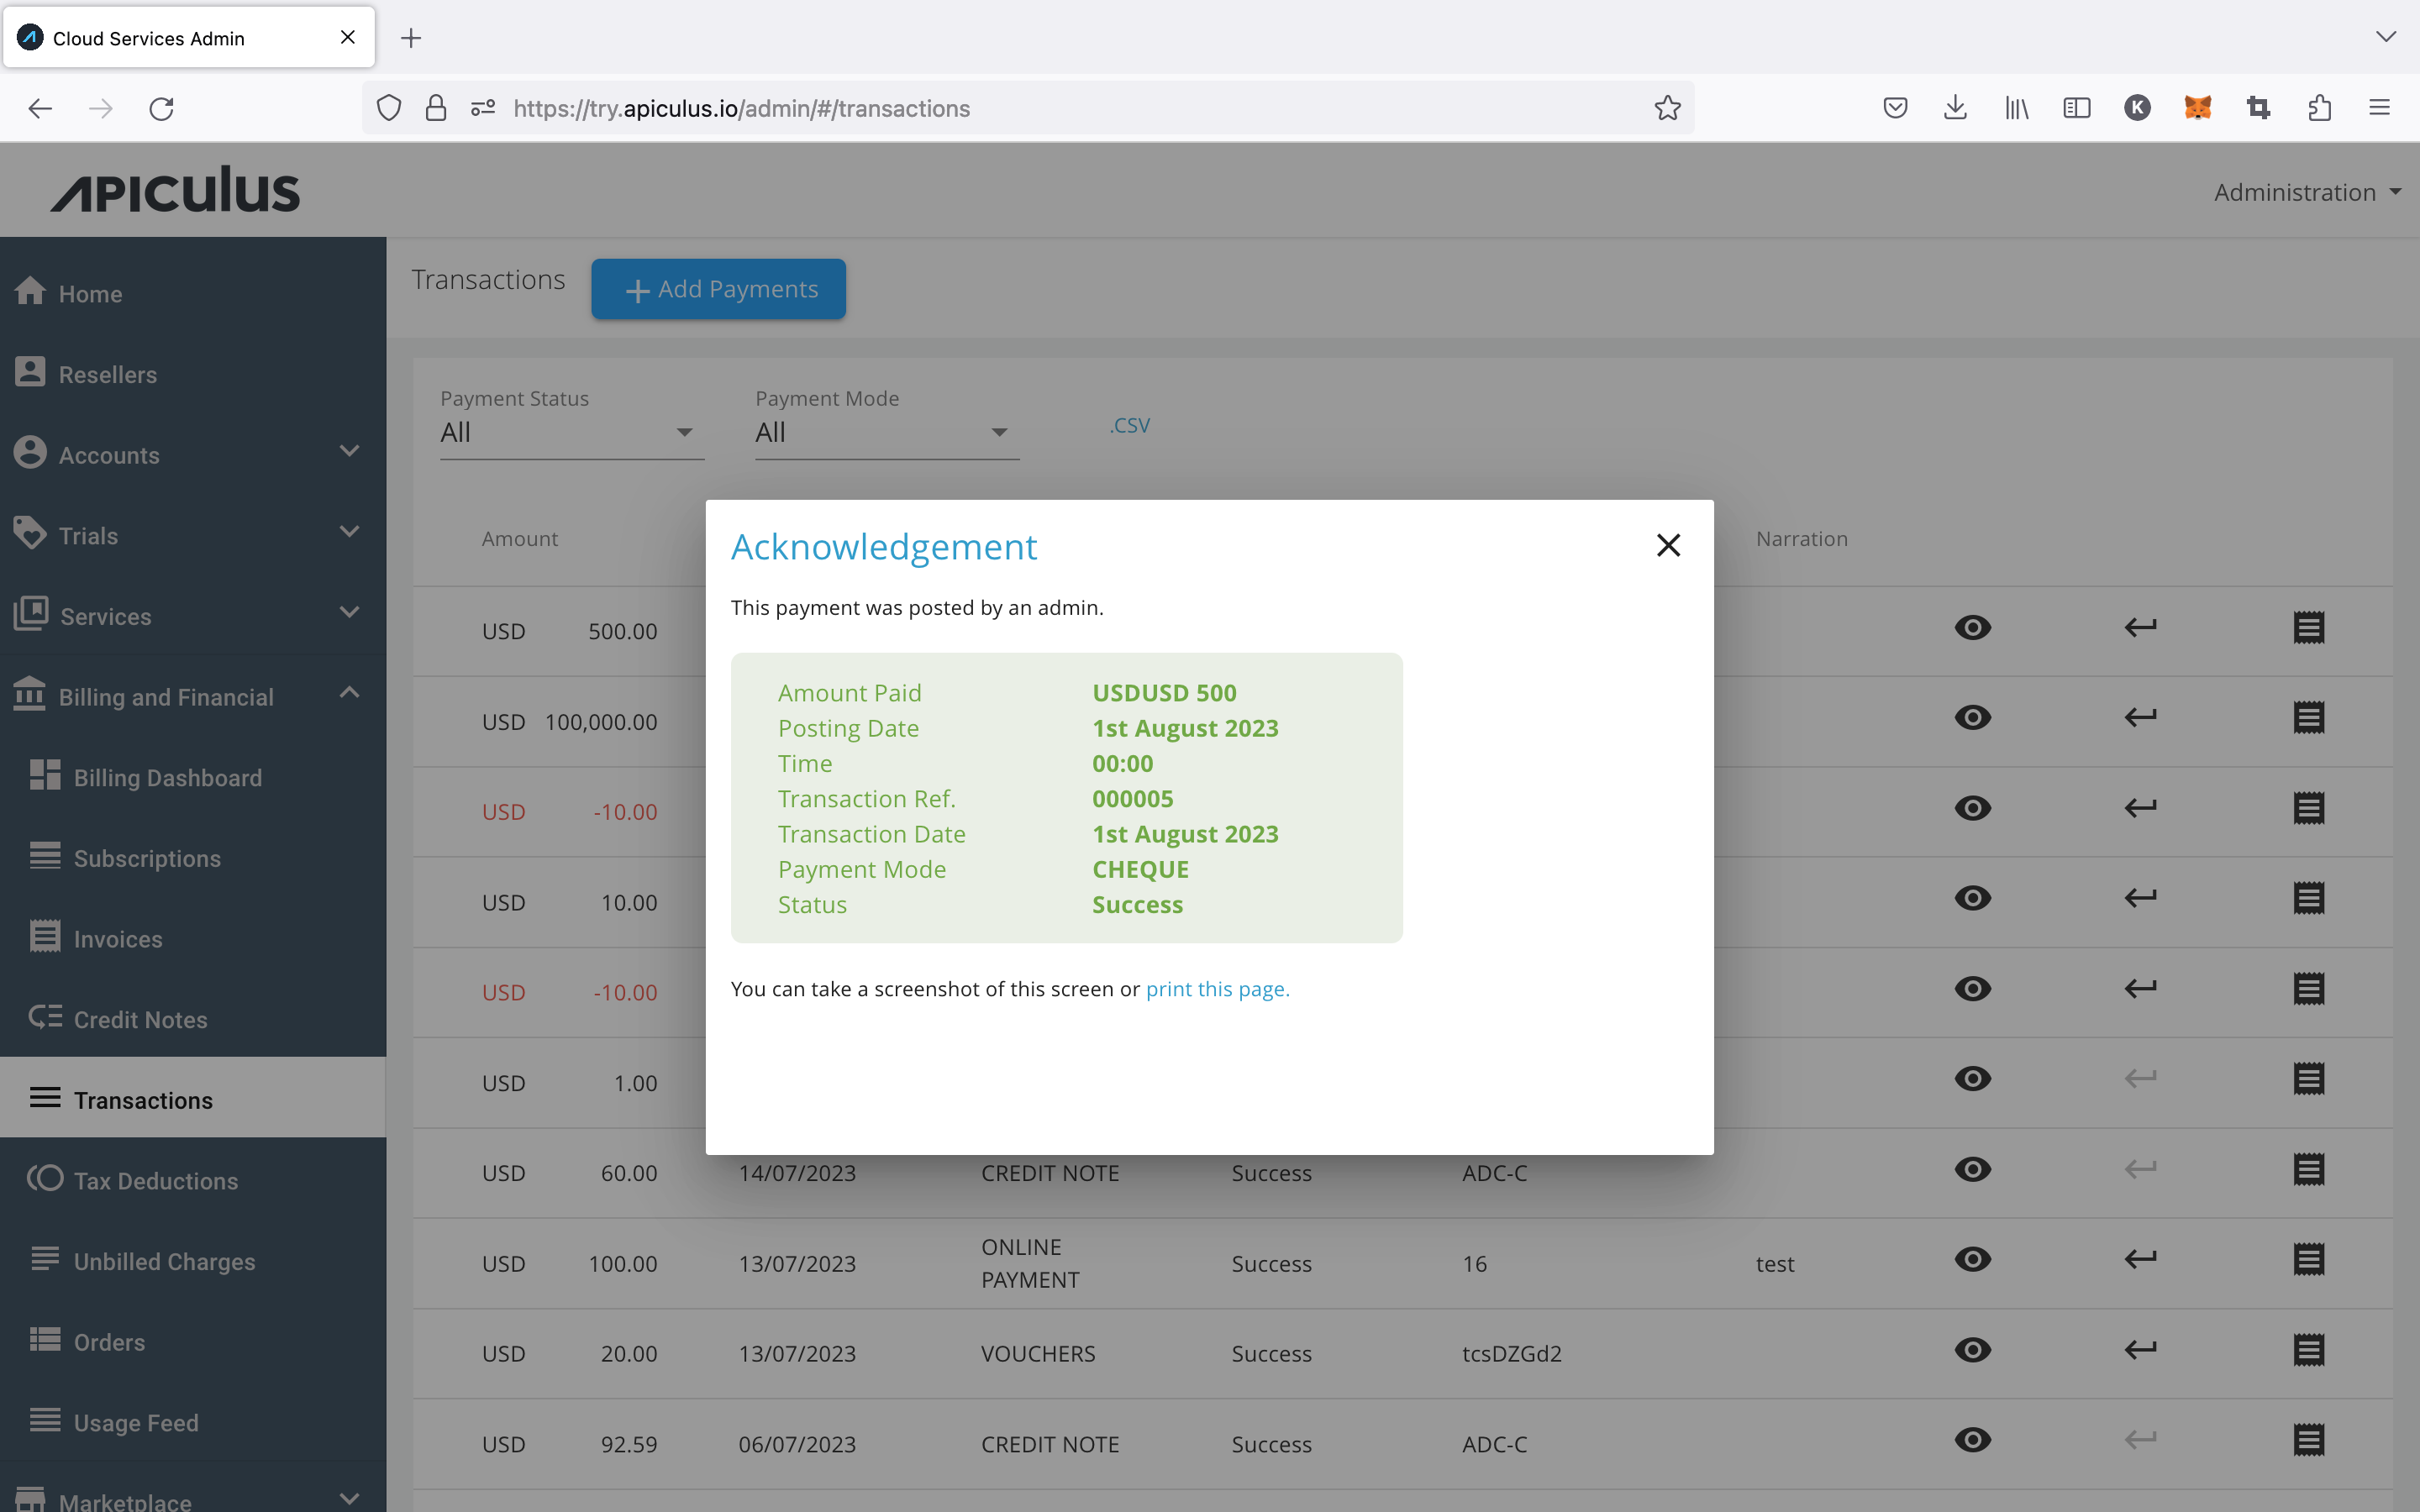 Cloud Services Admin
https://try.apiculus.io/admin/#/transactions
K
APICULUS
Administration
Home
Resellers
Accounts
Trials
Services
Billing and Financial
Billing Dashboard
Subscriptions
Invoices
Credit Notes
Transactions
Tax Deductions
Unbilled Charges
Orders
Usage Feed
Marketplace
Transactions
Add Payments
Payment Status
All
Payment Mode
All
.CSV
Amount Narration
USD 500.00
USD 100,000.00
USD -10.00
USD 10.00
USD -10.00
USD 1.00
USD 60.00 14/07/2023 CREDIT NOTE Success ADC-C
USD 100.00 13/07/2023 ONLINE PAYMENT Success 16 test
USD 20.00 13/07/2023 VOUCHERS Success tcsDZGd2
USD 92.59 06/07/2023 CREDIT NOTE Success ADC-C
Acknowledgement
This payment was posted by an admin.
Amount Paid USDUSD 500
Posting Date 1st August 2023
Time 00:00
Transaction Ref. 000005
Transaction Date 1st August 2023
Payment Mode CHEQUE
Status Success
You can take a screenshot of this screen or print this page.